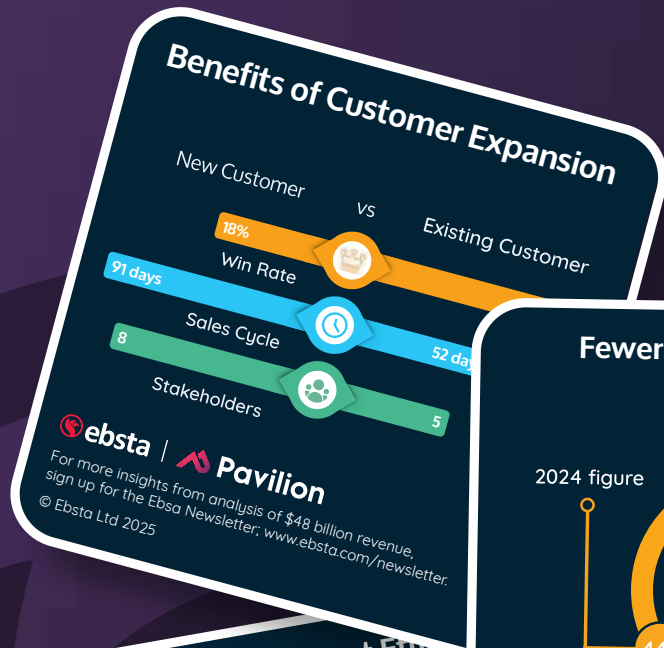 Benefits of Customer Expansion
New Customer
vs
Existing Customer
18%
Win Rate
91 days
52
Sales Cycle
8
5
Stakeholders
ebsta | Pavilion
For more insights from analysis of $48 billion revenue,
sign up for the Ebsa Newsletter; www.ebsta.com/newsletter.
© Ebsta Ltd 2025
Fewer
2024 figure